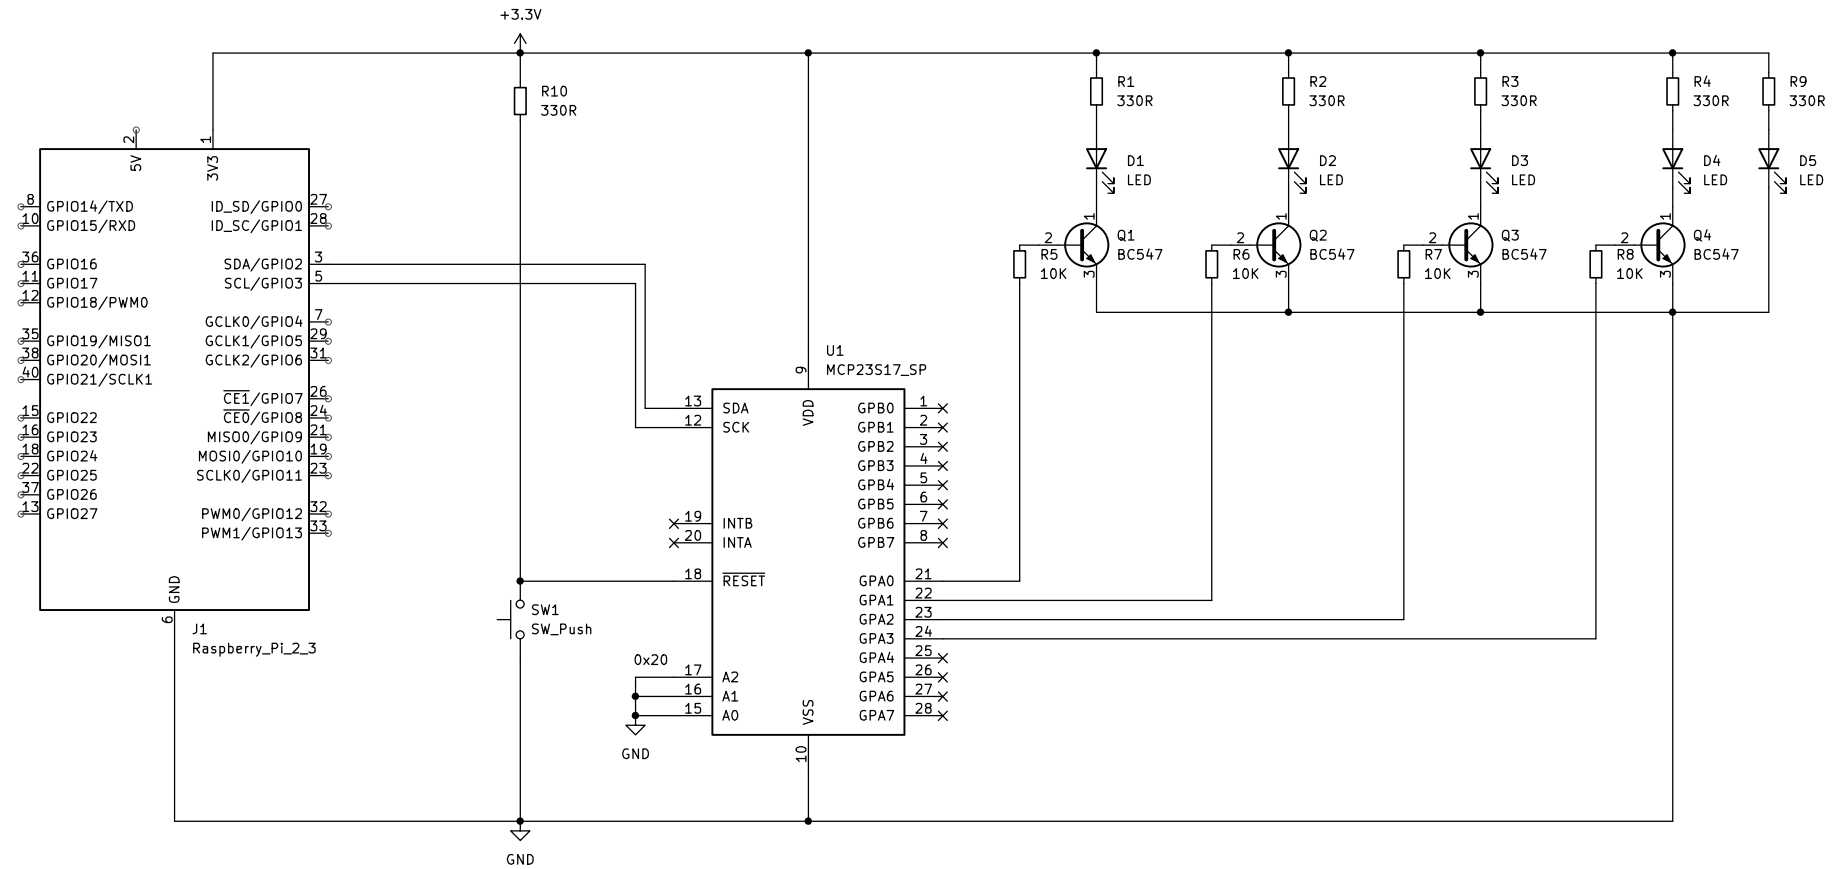 +3.3V
R10
330R
R1
330R
R2
330R
R3
330R
R4
330R
R9
330R
2
5V
1
3V3
D1
LED
D2
LED
D3
LED
D4
LED
D5
LED
8 GPIO14/TXD
10 GPIO15/RXD
36 GPIO16
11 GPIO17
12 GPIO18/PWM0
35 GPIO19/MISO1
38 GPIO20/MOSI1
40 GPIO21/SCLK1
15 GPIO22
16 GPIO23
18 GPIO24
22 GPIO25
37 GPIO26
13 GPIO27
ID_SD/GPIO0 27
ID_SC/GPIO1 28
SDA/GPIO2 3
SCL/GPIO3 5
GCLK0/GPIO4 7
GCLK1/GPIO5 29
GCLK2/GPIO6 31
CE1/GPIO7 26
CE0/GPIO8 24
MISO0/GPIO9 21
MOSI0/GPIO10 19
SCLK0/GPIO11 23
PWM0/GPIO12 32
PWM1/GPIO13 33
GND
6
J1
Raspberry_Pi_2_3
1
2
3
Q1
BC547
R5
10K
1
2
3
Q2
BC547
R6
10K
1
2
3
Q3
BC547
R7
10K
1
2
3
Q4
BC547
R8
10K
U1
MCP23S17_SP
9
VDD
13 SDA
12 SCK
19 INTB
20 INTA
18 RESET
0x20
17 A2
16 A1
15 A0
GND
VSS
10
GPB0 1
GPB1 2
GPB2 3
GPB3 4
GPB4 5
GPB5 6
GPB6 7
GPB7 8
GPA0 21
GPA1 22
GPA2 23
GPA3 24
GPA4 25
GPA5 26
GPA6 27
GPA7 28
SW1
SW_Push
GND